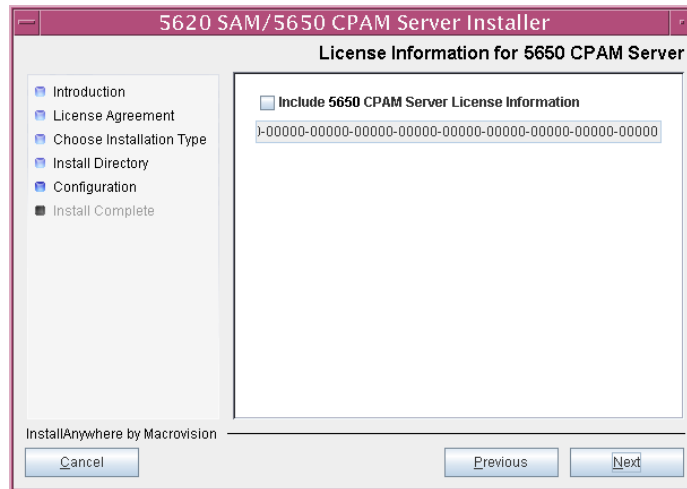 5620 SAM/5650 CPAM Server Installer
License Information for 5650 CPAM Server
Introduction
License Agreement
Choose Installation Type
Install Directory
Configuration
Install Complete
Include 5650 CPAM Server License Information
)-00000-00000-00000-00000-00000-00000-00000-00000-00000
InstallAnywhere by Macrovision
Cancel
Previous
Next